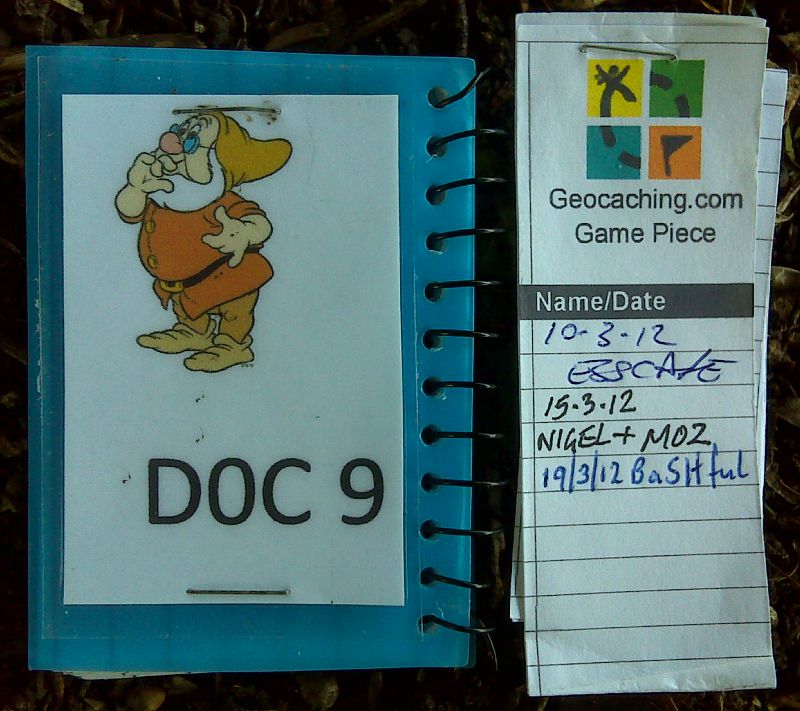 DOC 9
Geocaching.com
Game Piece
Name/Date
10-3-12
15.3.12
NIGEL + MOZ
19/3/12 BaSHful